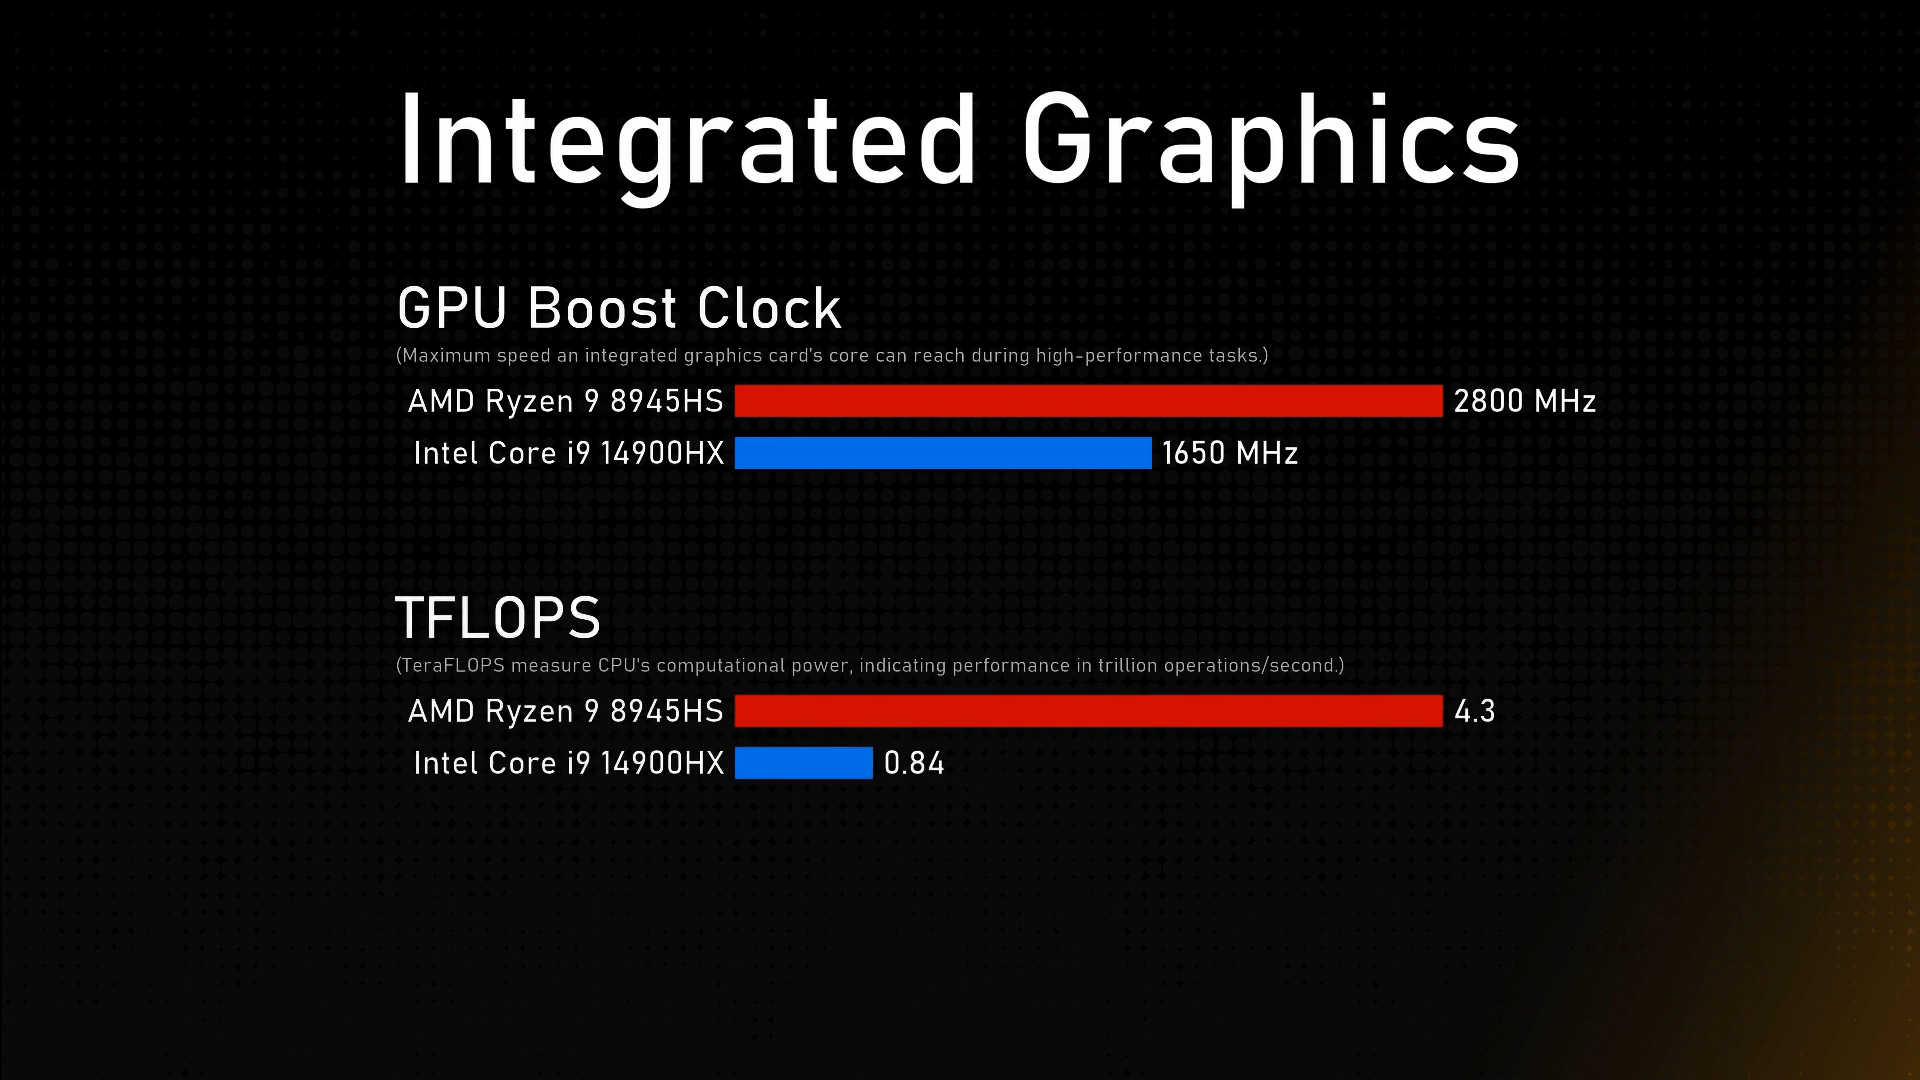 Integrated Graphics
GPU Boost Clock
(Maximum speed an integrated graphics card's core can reach during high-performance tasks.)
AMD Ryzen 9 8945HS 2800 MHz
Intel Core i9 14900HX 1650 MHz
TFLOPS
(TeraFLOPS measure CPU's computational power, indicating performance in trillion operations/second.)
AMD Ryzen 9 8945HS 4.3
Intel Core i9 14900HX 0.84